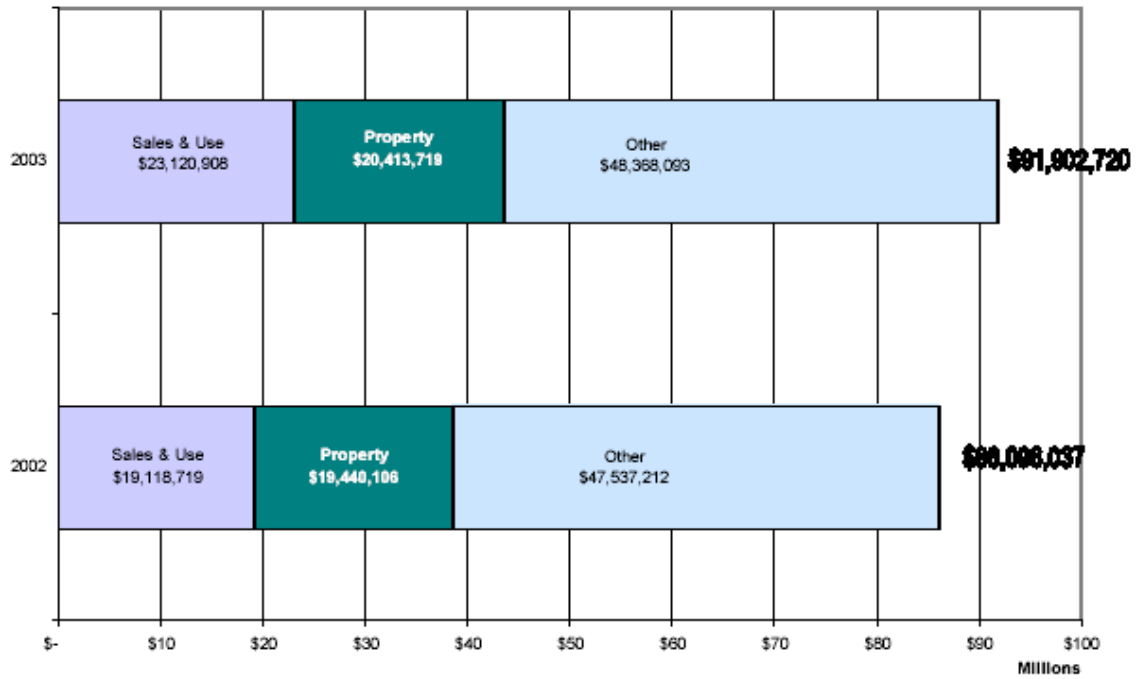 2003
Sales & Use
$23,120,908
Property
$20,413,719
Other
$48,368,093
$91,902,720
2002
Sales & Use
$19,118,719
Property
$19,440,106
Other
$47,537,212
$86,096,037
$- $10 $20 $30 $40 $50 $60 $70 $80 $90 $100
Millions